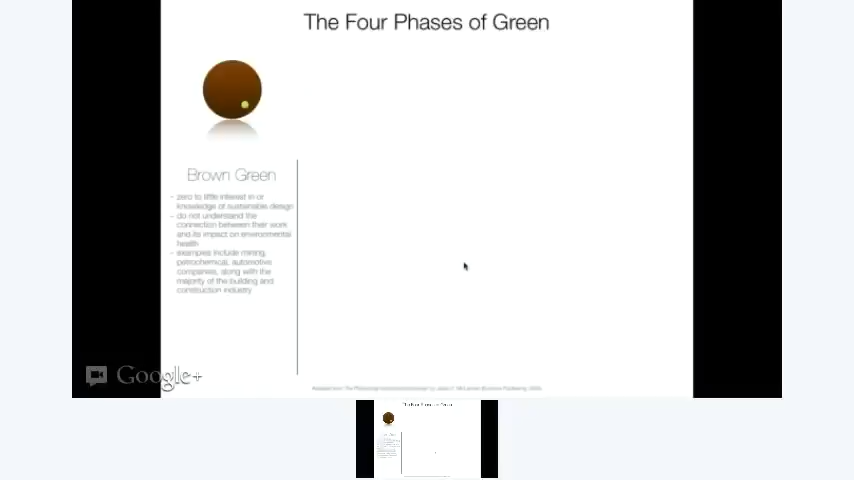 The Four Phases of Green
Brown Green
- zero to little interest in or
knowledge of sustainable design
- do not understand the
connection between their work
and its impact on environmental
health
- examples include mining,
petrochemical, automotive
companies, along with the
majority of the building and
construction industry
Google+